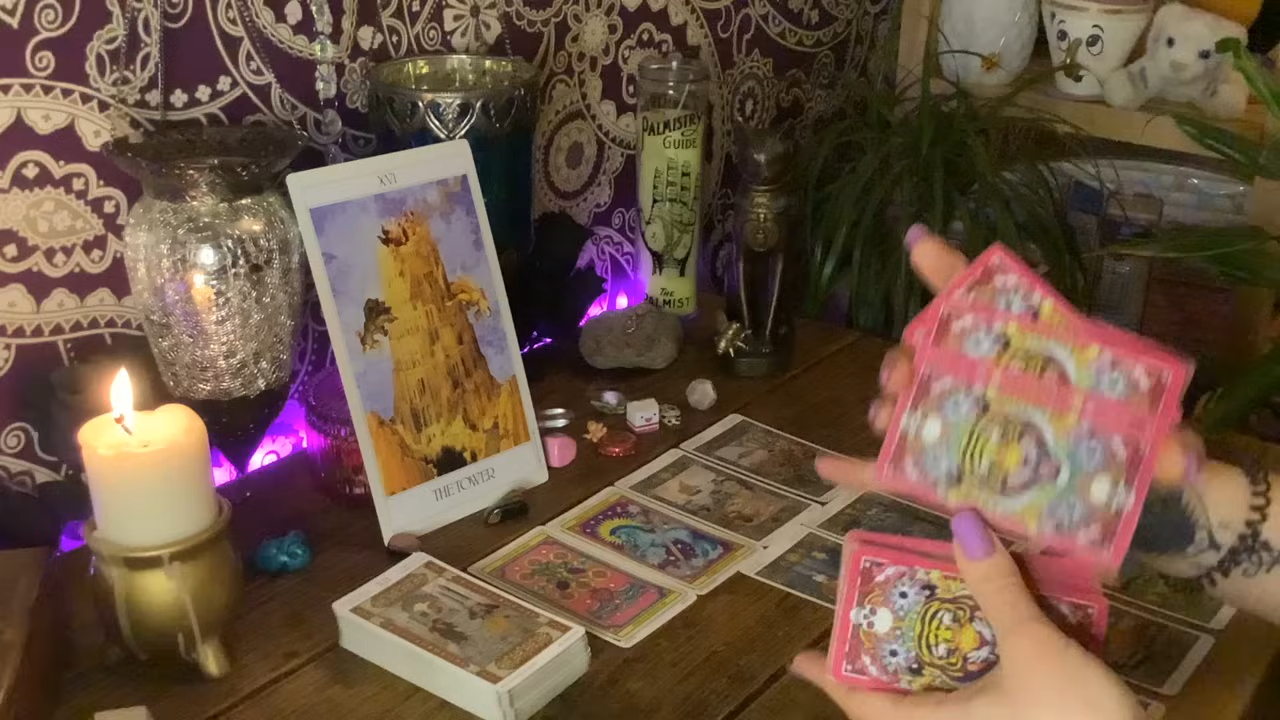 XVI
THE TOWER
PALMISTRY
GUIDE
THE
PALMIST